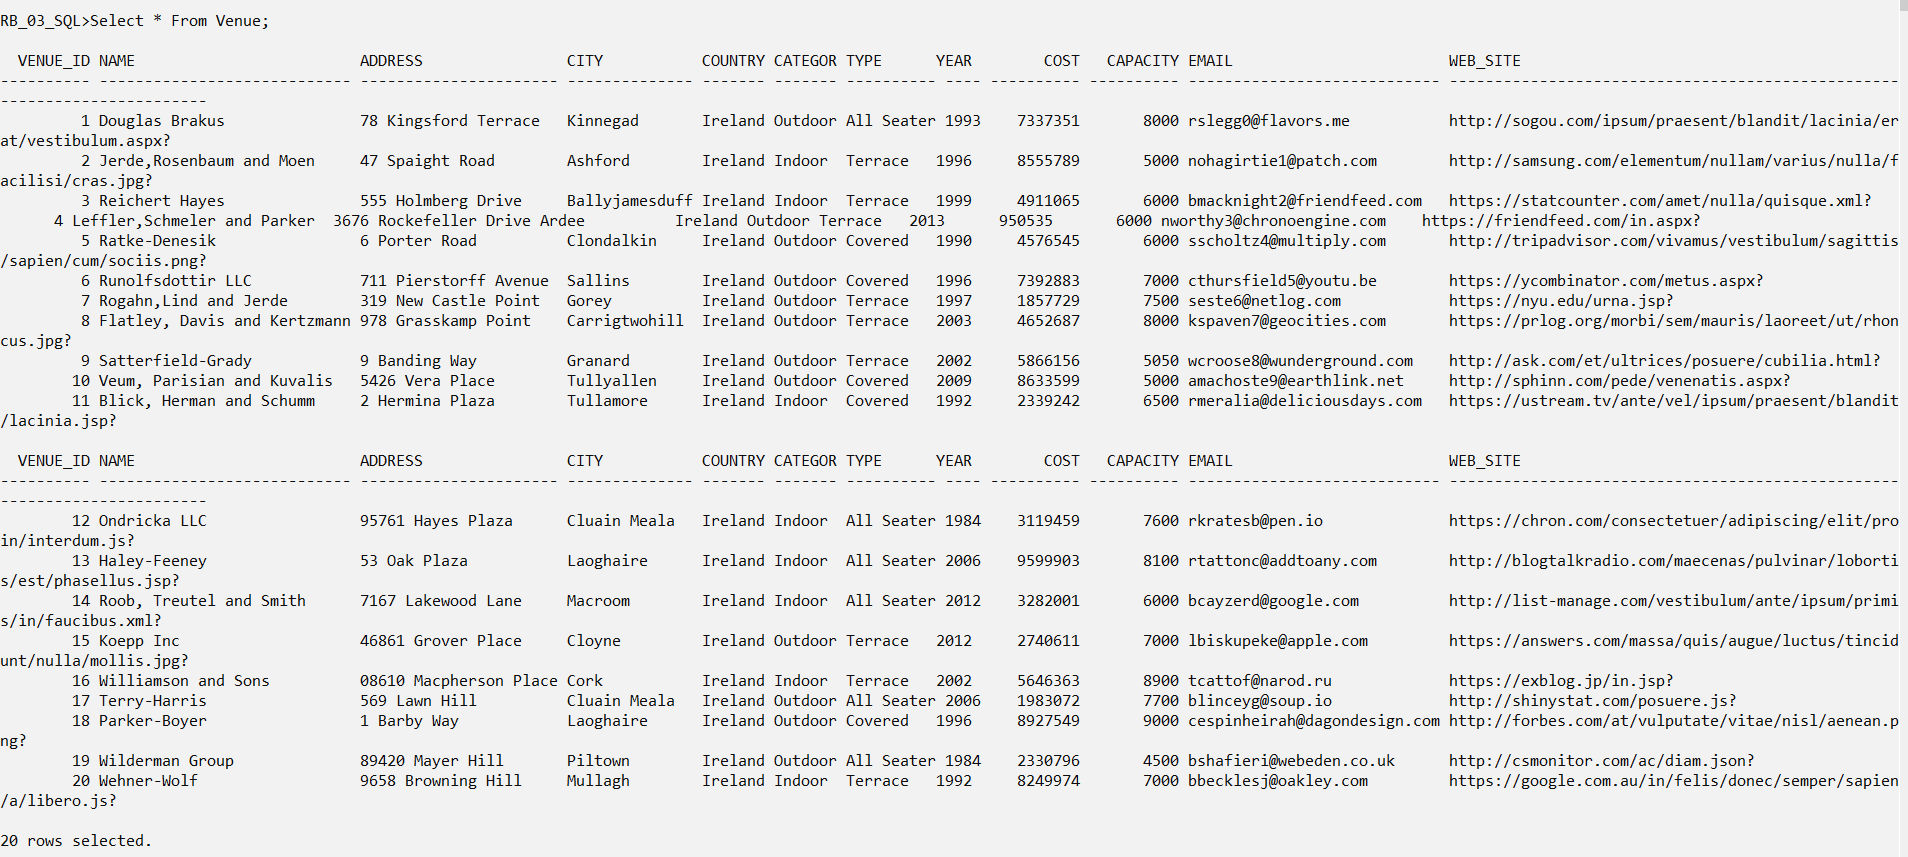 RB_03_SQL>Select * From Venue;
VENUE_ID NAME ADDRESS CITY COUNTRY CATEGOR TYPE YEAR COST CAPACITY EMAIL WEB_SITE
---------- ---------------------------- ---------------------- -------------- ------- ------- ---------- ---- ---------- ---------- ---------------------------- --------------------------------------------------
-----------------------
1 Douglas Brakus 78 Kingsford Terrace Kinnegad Ireland Outdoor All Seater 1993 7337351 8000 rslegg0@flavors.me http://sogou.com/ipsum/praesent/blandit/lacinia/er
at/vestibulum.aspx?
2 Jerde,Rosenbaum and Moen 47 Spaight Road Ashford Ireland Indoor Terrace 1996 8555789 5000 nohagirtie1@patch.com http://samsung.com/elementum/nullam/varius/nulla/f
acilisi/cras.jpg?
3 Reichert Hayes 555 Holmberg Drive Ballyjamesduff Ireland Indoor Terrace 1999 4911065 6000 bmacknight2@friendfeed.com https://statcounter.com/amet/nulla/quisque.xml?
4 Leffler,Schmeler and Parker 3676 Rockefeller Drive Ardee Ireland Outdoor Terrace 2013 950535 6000 nworthy3@chronoengine.com https://friendfeed.com/in.aspx?
5 Ratke-Denesik 6 Porter Road Clondalkin Ireland Outdoor Covered 1990 4576545 6000 sscholtz4@multiply.com http://tripadvisor.com/vivamus/vestibulum/sagittis
/sapien/cum/sociis.png?
6 Runolfsdottir LLC 711 Pierstorff Avenue Sallins Ireland Outdoor Covered 1996 7392883 7000 cthursfield5@youtu.be https://ycombinator.com/metus.aspx?
7 Rogahn,Lind and Jerde 319 New Castle Point Gorey Ireland Outdoor Terrace 1997 1857729 7500 seste6@netlog.com https://nyu.edu/urna.jsp?
8 Flatley, Davis and Kertzmann 978 Grasskamp Point Carrigtwohill Ireland Outdoor Terrace 2003 4652687 8000 kspaven7@geocities.com https://prlog.org/morbi/sem/mauris/laoreet/ut/rhon
cus.jpg?
9 Satterfield-Grady 9 Banding Way Granard Ireland Outdoor Terrace 2002 5866156 5050 wcroose8@wunderground.com http://ask.com/et/ultrices/posuere/cubilia.html?
10 Veum, Parisian and Kuvalis 5426 Vera Place Tullyallen Ireland Outdoor Covered 2009 8633599 5000 amachoste9@earthlink.net http://sphinn.com/pede/venenatis.aspx?
11 Blick, Herman and Schumm 2 Hermina Plaza Tullamore Ireland Indoor Covered 1992 2339242 6500 rmeralia@deliciousdays.com https://ustream.tv/ante/vel/ipsum/praesent/blandit
/lacinia.jsp?
VENUE_ID NAME ADDRESS CITY COUNTRY CATEGOR TYPE YEAR COST CAPACITY EMAIL WEB_SITE
---------- ---------------------------- ---------------------- -------------- ------- ------- ---------- ---- ---------- ---------- ---------------------------- --------------------------------------------------
-----------------------
12 Ondricka LLC 95761 Hayes Plaza Cluain Meala Ireland Indoor All Seater 1984 3119459 7600 rkratesb@pen.io https://chron.com/consectetuer/adipiscing/elit/pro
in/interdum.js?
13 Haley-Feeney 53 Oak Plaza Laoghaire Ireland Indoor All Seater 2006 9599903 8100 rtattonc@addtoany.com http://blogtalkradio.com/maecenas/pulvinar/loborti
s/est/phasellus.jsp?
14 Roob, Treutel and Smith 7167 Lakewood Lane Macroom Ireland Indoor All Seater 2012 3282001 6000 bcayzerd@google.com http://list-manage.com/vestibulum/ante/ipsum/primi
s/in/faucibus.xml?
15 Koepp Inc 46861 Grover Place Cloyne Ireland Outdoor Terrace 2012 2740611 7000 lbiskupeke@apple.com https://answers.com/massa/quis/augue/luctus/tincid
unt/nulla/mollis.jpg?
16 Williamson and Sons 08610 Macpherson Place Cork Ireland Indoor Terrace 2002 5646363 8900 tcattof@narod.ru https://exblog.jp/in.jsp?
17 Terry-Harris 569 Lawn Hill Cluain Meala Ireland Outdoor All Seater 2006 1983072 7700 blinceyg@soup.io http://shinystat.com/posuere.js?
18 Parker-Boyer 1 Barby Way Laoghaire Ireland Outdoor Covered 1996 8927549 9000 cespinheirah@dagondesign.com http://forbes.com/at/vulputate/vitae/nisl/aenean.p
ng?
19 Wilderman Group 89420 Mayer Hill Piltown Ireland Outdoor All Seater 1984 2330796 4500 bshafieri@webeden.co.uk http://csmonitor.com/ac/diam.json?
20 Wehner-Wolf 9658 Browning Hill Mullagh Ireland Indoor Terrace 1992 8249974 7000 bbecklesj@oakley.com https://google.com.au/in/felis/donec/semper/sapien
/a/libero.js?
20 rows selected.